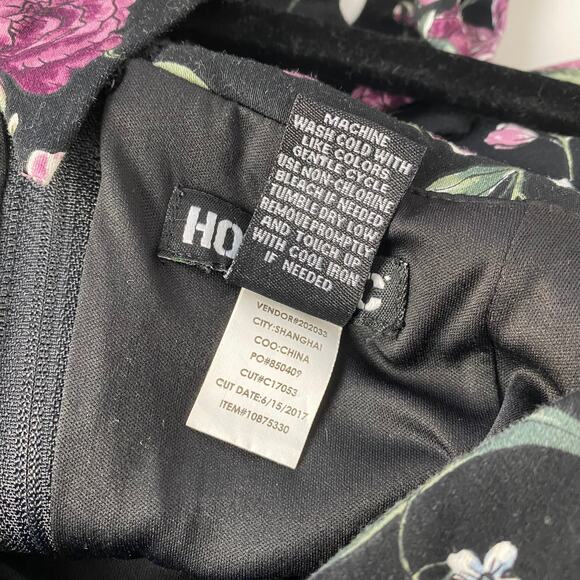 MACHINE
WASH COLD WITH
LIKE COLORS
GENTLE CYCLE
USE NON-CHLORINE
BLEACH IF NEEDED
TUMBLE DRY LOW
REMOVE PROMPTLY
AND TOUCH UP
WITH COOL IRON
IF NEEDED
HO C
VENDOR#202033
CITY:SHANGHAI
COO:CHINA
PO#850409
CUT#C17053
CUT DATE:6/15/2017
ITEM#10875330